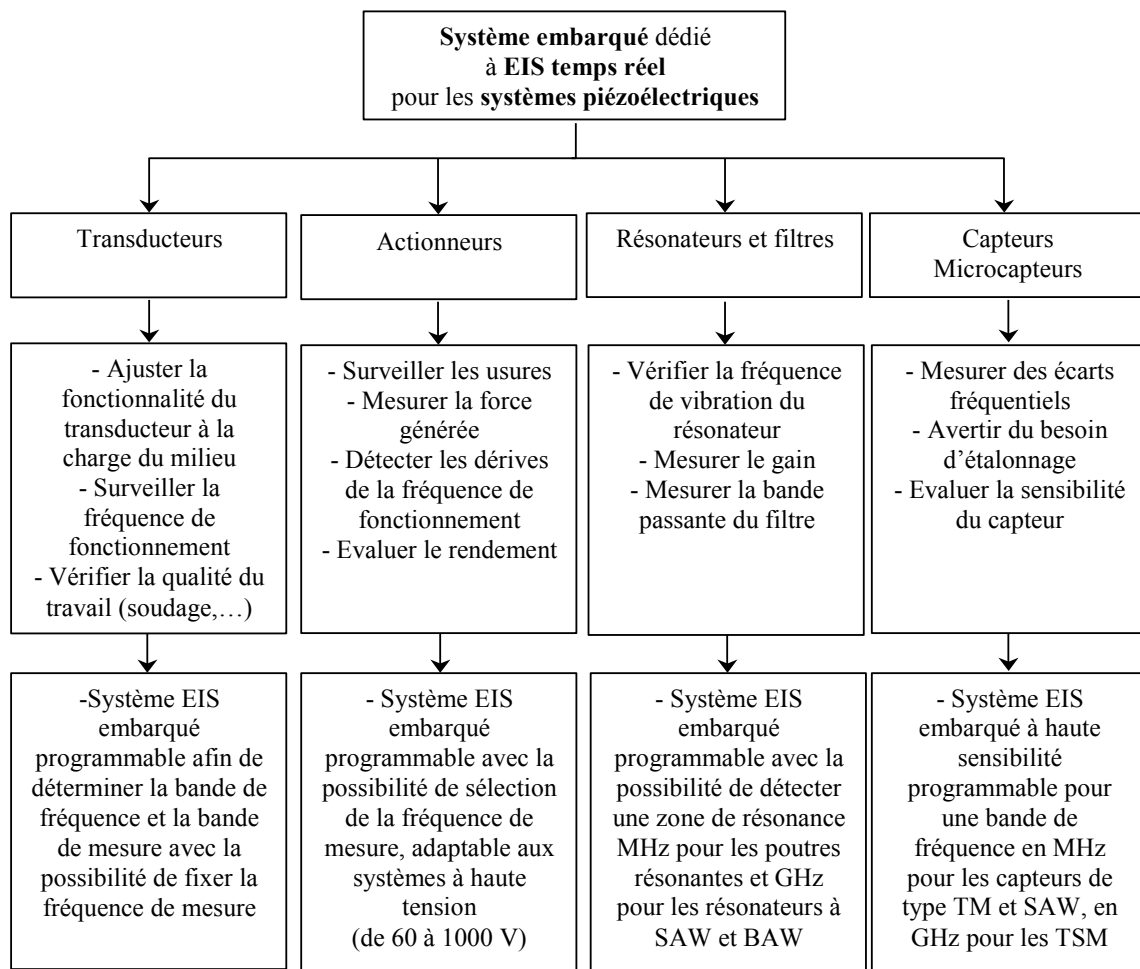 Système embarqué dédié
à EIS temps réel
pour les systèmes piézoélectriques
Transducteurs
Actionneurs
Résonateurs et filtres
Capteurs
Microcapteurs
- Ajuster la
fonctionnalité du
transducteur à la
charge du milieu
- Surveiller la
fréquence de
fonctionnement
- Vérifier la qualité du
travail (soudage,…)
- Surveiller les usures
- Mesurer la force
générée
- Détecter les dérives
de la fréquence de
fonctionnement
- Evaluer le rendement
- Vérifier la fréquence
de vibration du
résonateur
- Mesurer le gain
- Mesurer la bande
passante du filtre
- Mesurer des écarts
fréquentiels
- Avertir du besoin
d’étalonnage
- Evaluer la sensibilité
du capteur
-Système EIS
embarqué
programmable afin de
déterminer la bande de
fréquence et la bande
de mesure avec la
possibilité de fixer la
fréquence de mesure
- Système EIS
embarqué
programmable avec la
possibilité de sélection
de la fréquence de
mesure, adaptable aux
systèmes à haute
tension
(de 60 à 1000 V)
- Système EIS
embarqué
programmable avec la
possibilité de détecter
une zone de résonance
MHz pour les poutres
résonantes et GHz
pour les résonateurs à
SAW et BAW
- Système EIS
embarqué à haute
sensibilité
programmable pour
une bande de
fréquence en MHz
pour les capteurs de
type TM et SAW, en
GHz pour les TSM